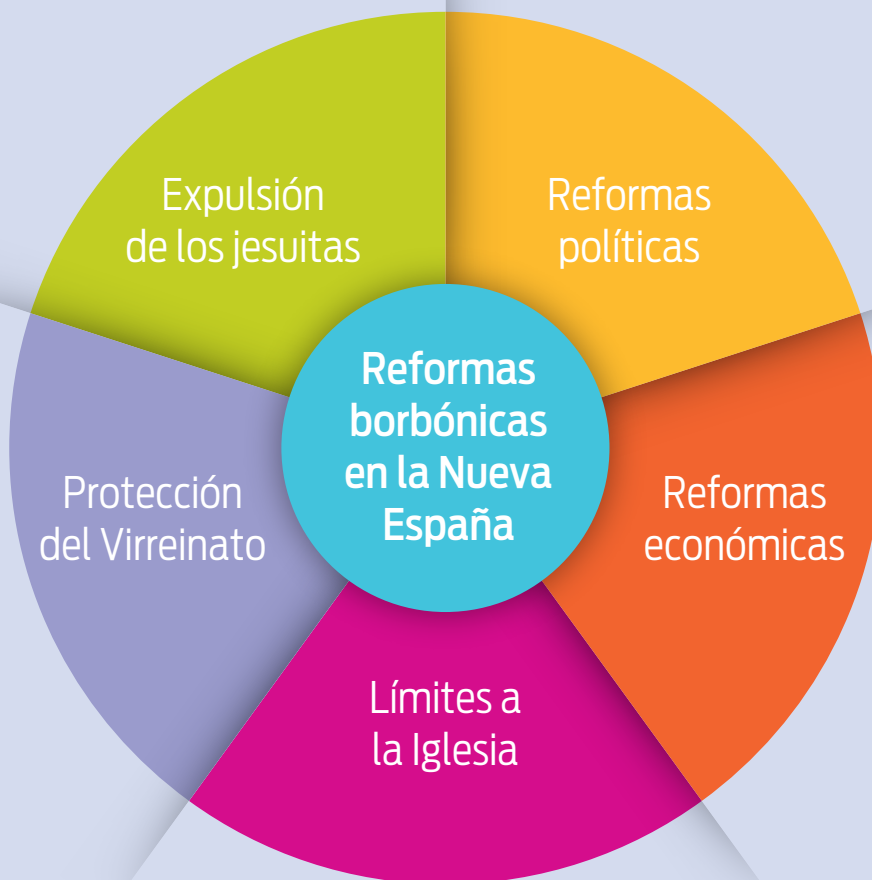 Expulsión
de los jesuitas
Reformas
políticas
Reformas
borbónicas
en la Nueva
España
Protección
del Virreinato
Reformas
económicas
Límites a
la Iglesia